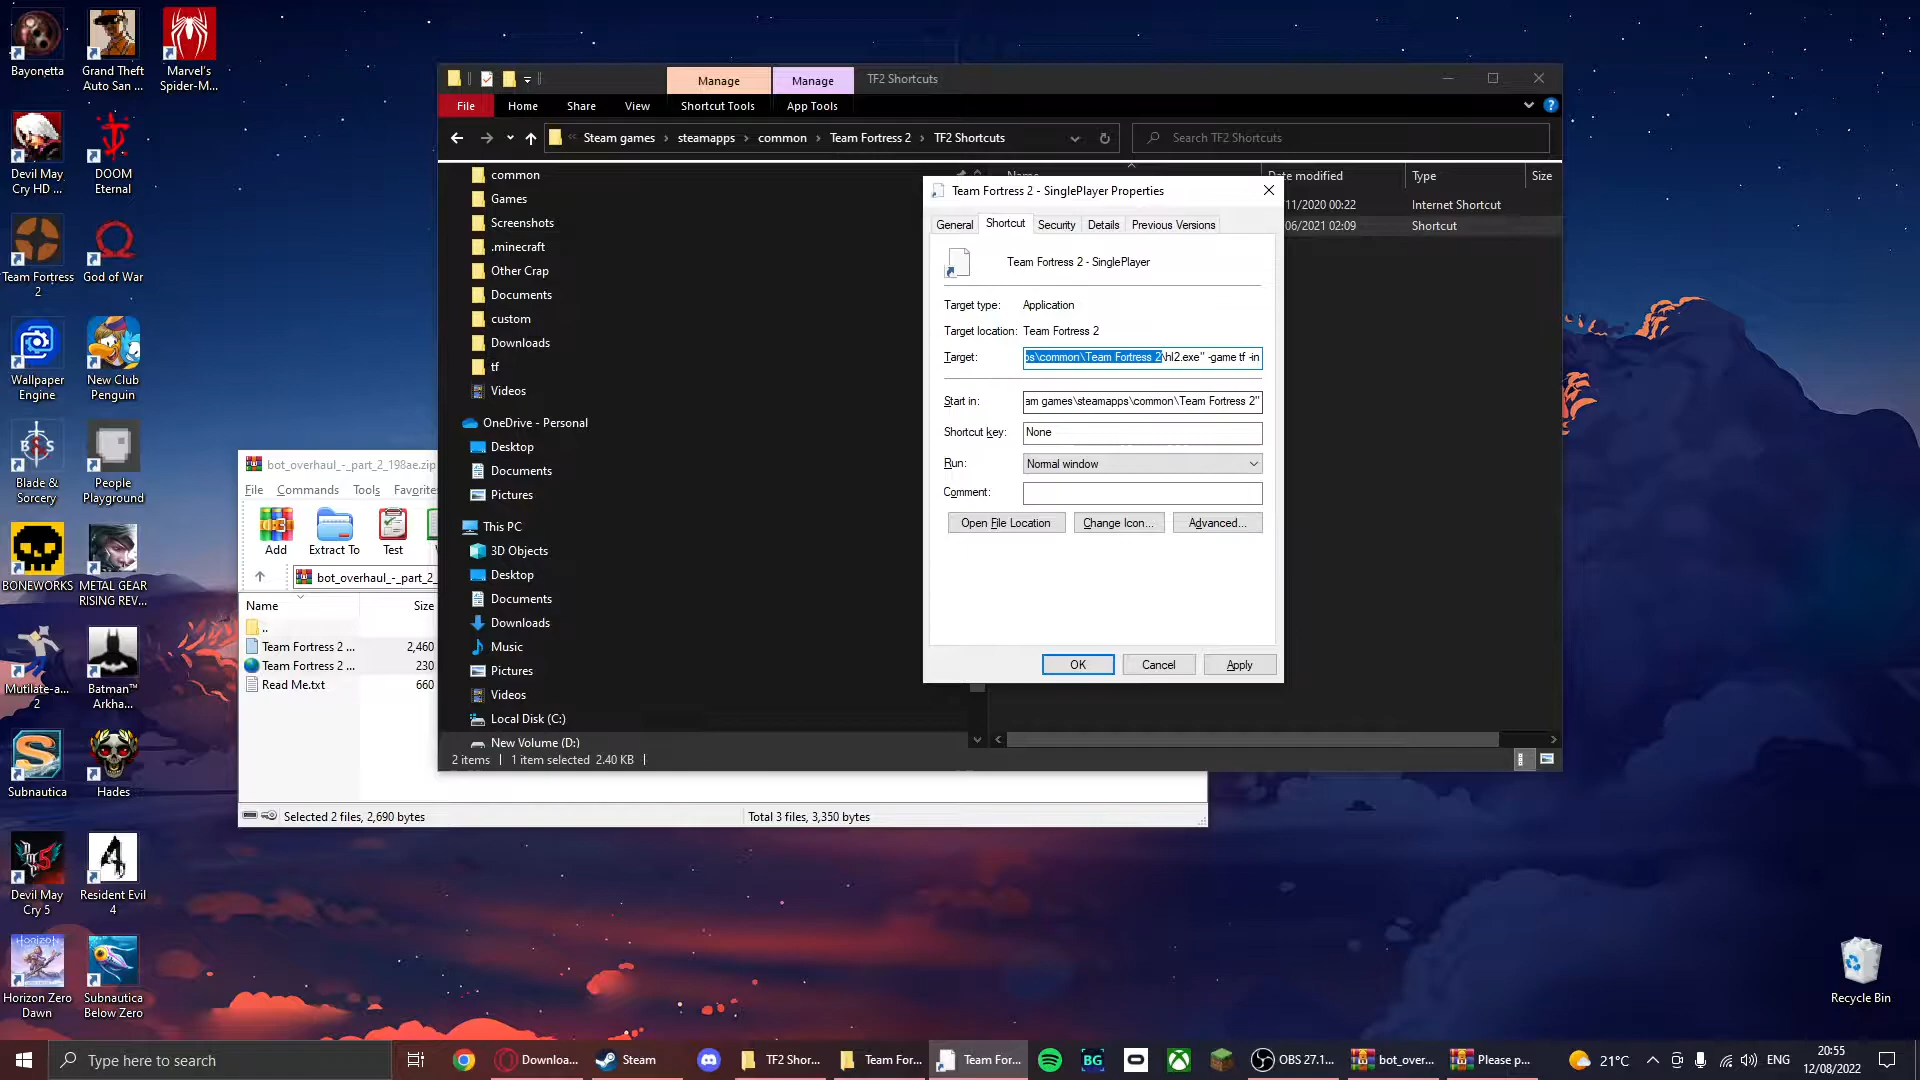 Bayonetta
Grand Theft
Auto San ...
Marvel's
Spider-M...
Devil May
Cry HD ...
DOOM
Eternal
Team Fortress
2
God of War
Wallpaper
Engine
New Club
Penguin
Blade &
Sorcery
People
Playground
BONEWORKS
METAL GEAR
RISING REV...
Mutilate-a...
2
Batman™
Arkha...
Subnautica
Hades
Devil May
Cry 5
Resident Evil
4
Horizon Zero
Dawn
Subnautica
Below Zero
Recycle Bin
Manage
Manage
TF2 Shortcuts
File
Home
Share
View
Shortcut Tools
App Tools
Steam games
steamapps
common
Team Fortress 2
TF2 Shortcuts
Search TF2 Shortcuts
common
Games
Screenshots
.minecraft
Other Crap
Documents
custom
Downloads
tf
Videos
OneDrive - Personal
Desktop
Documents
Pictures
This PC
3D Objects
Desktop
Documents
Downloads
Music
Pictures
Videos
Local Disk (C:)
New Volume (D:)
2 items
1 item selected 2.40 KB
Date modified
Type
Size
11/2020 00:22
Internet Shortcut
06/2021 02:09
Shortcut
Team Fortress 2 - SinglePlayer Properties
General
Shortcut
Security
Details
Previous Versions
Team Fortress 2 - SinglePlayer
Target type: Application
Target location: Team Fortress 2
Target: ps\common\Team Fortress 2\hl2.exe" -game tf -in
Start in: am games\steamapps\common\Team Fortress 2"
Shortcut key: None
Run: Normal window
Comment:
Open File Location
Change Icon...
Advanced...
OK
Cancel
Apply
bot_overhaul_-_part_2_198ae.zip
File
Commands
Tools
Favorites
Add
Extract To
Test
bot_overhaul_-_part_2_
Name
Size
..
Team Fortress 2 ... 2,460
Team Fortress 2 ... 230
Read Me.txt 660
Selected 2 files, 2,690 bytes
Total 3 files, 3,350 bytes
Type here to search
Downloa...
Steam
TF2 Shor...
Team For...
Team For...
BG
OBS 27.1...
bot_over...
Please p...
21°C
ENG
20:55
12/08/2022